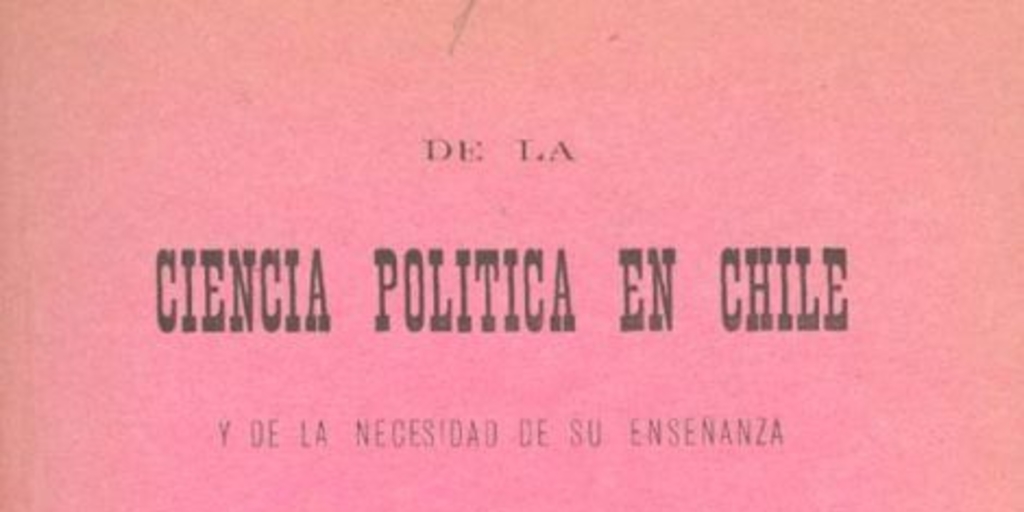 DE LA
CIENCIA POLITICA EN CHILE
Y DE LA NECESIDAD DE SU ENSEÑANZA